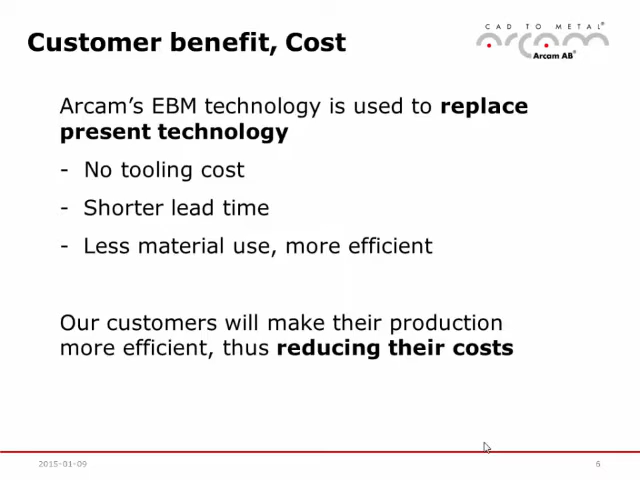 Customer benefit, Cost
CAD TO METAL®
arcam
Arcam AB®
Arcam’s EBM technology is used to replace
present technology
- No tooling cost
- Shorter lead time
- Less material use, more efficient
Our customers will make their production
more efficient, thus reducing their costs
2015-01-09
6